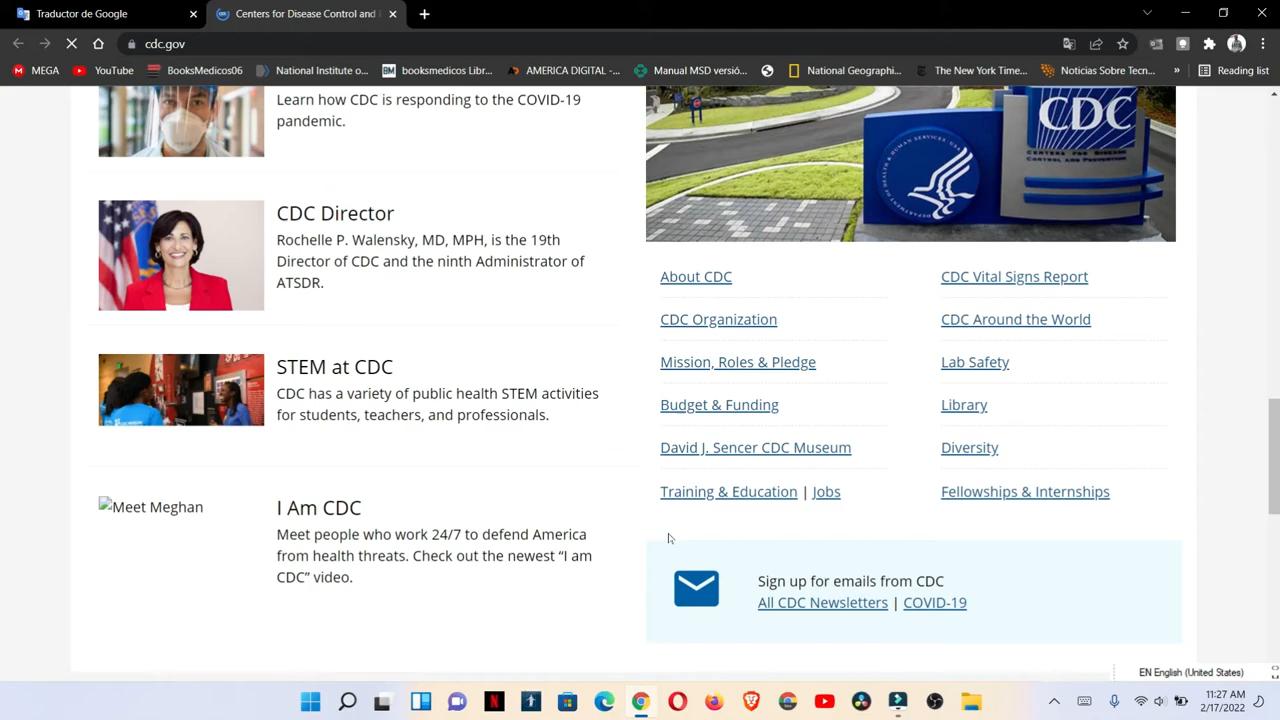 Traductor de Google
Centers for Disease Control and
cdc.gov
MEGA
YouTube
BooksMedicos06
National Institute o...
booksmedicos Libr...
AMERICA DIGITAL -...
Manual MSD versió...
National Geographi...
The New York Time...
Noticias Sobre Tecn...
»
Reading list
Learn how CDC is responding to the COVID-19
pandemic.
CDC Director
Rochelle P. Walensky, MD, MPH, is the 19th
Director of CDC and the ninth Administrator of
ATSDR.
STEM at CDC
CDC has a variety of public health STEM activities
for students, teachers, and professionals.
Meet Meghan
I Am CDC
Meet people who work 24/7 to defend America
from health threats. Check out the newest “I am
CDC” video.
CDC
CENTERS FOR DISEASE
CONTROL AND PREVENTION
About CDC
CDC Organization
Mission, Roles & Pledge
Budget & Funding
David J. Sencer CDC Museum
Training & Education | Jobs
CDC Vital Signs Report
CDC Around the World
Lab Safety
Library
Diversity
Fellowships & Internships
Sign up for emails from CDC
All CDC Newsletters | COVID-19
EN English (United States)
11:27 AM
2/17/2022